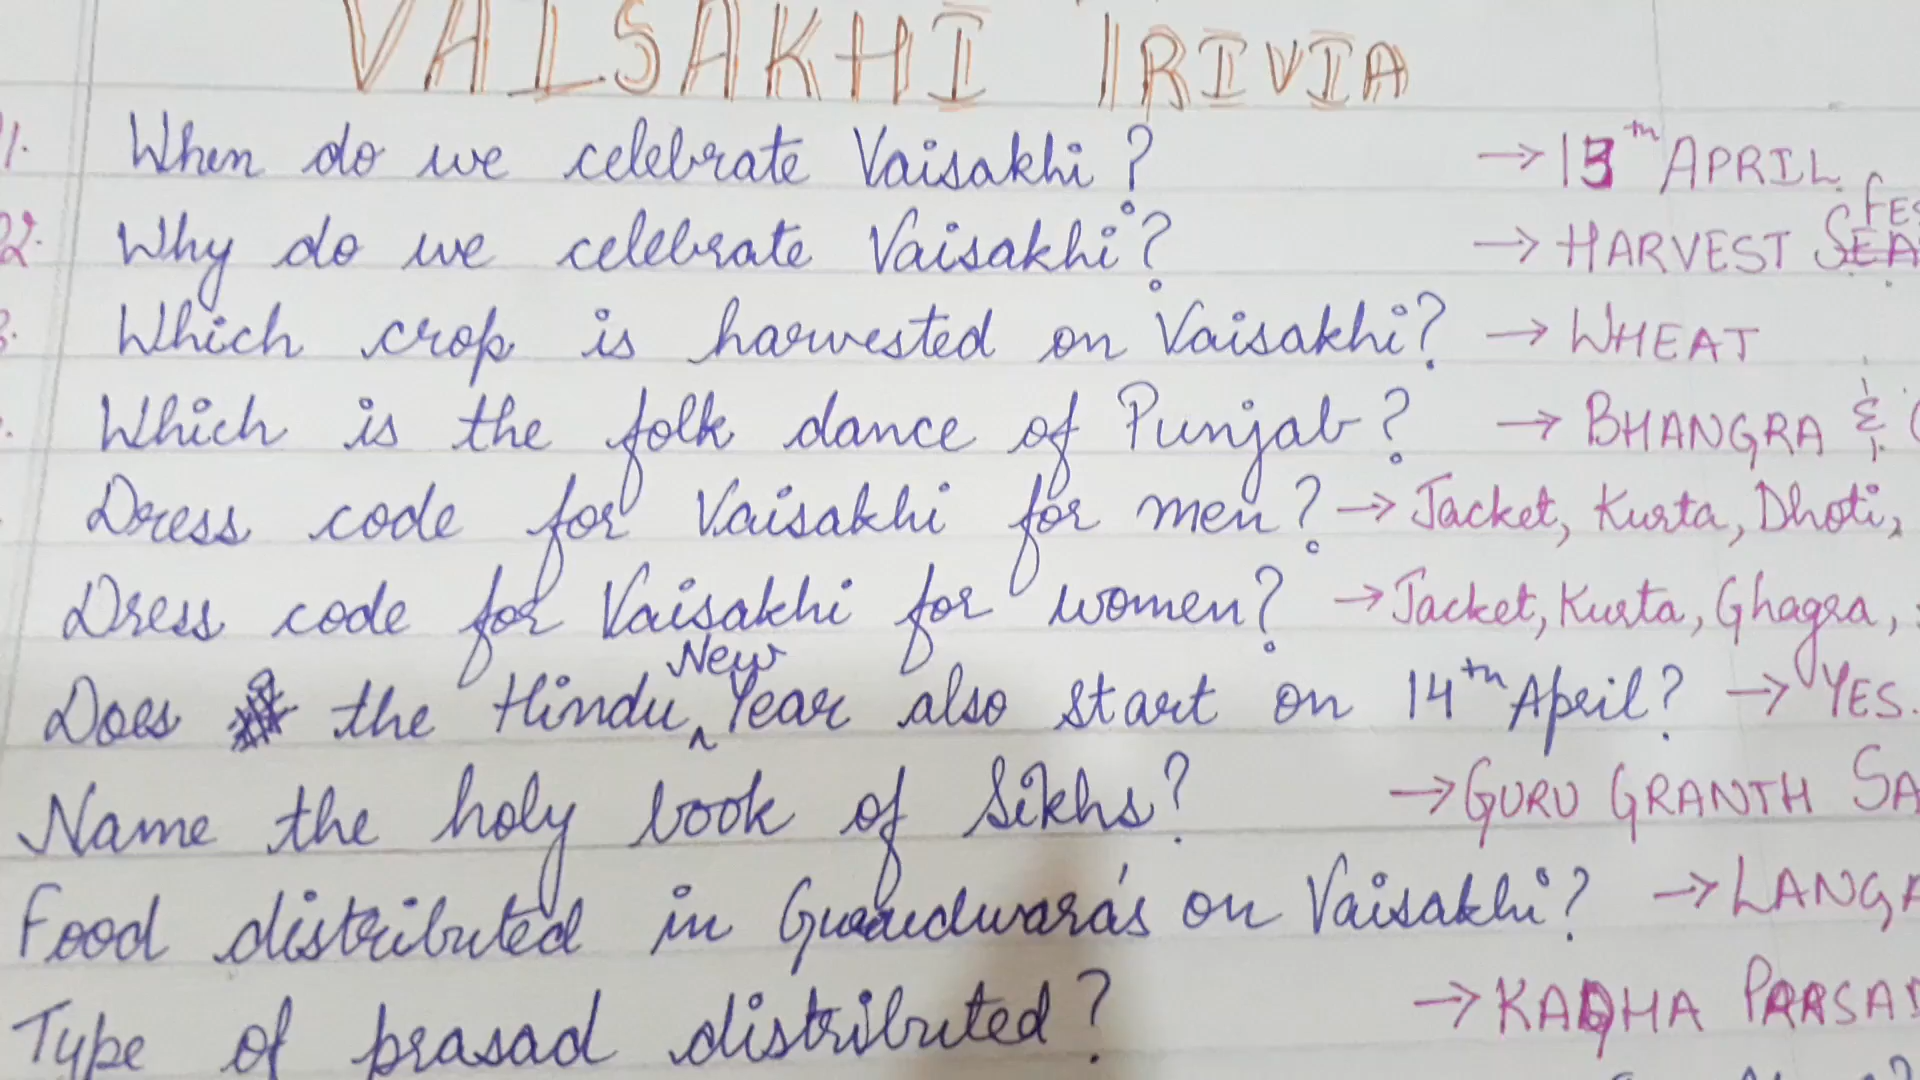 VAISAKHI TRIVIA
1. When do we celebrate Vaisakhi? → 13th APRIL
2. Why do we celebrate Vaisakhi? → HARVEST
Which crop is harvested on Vaisakhi? → WHEAT
Which is the folk dance of Punjab? → BHANGRA &
Dress code for Vaisakhi for men? → Jacket, Kurta, Dhoti,
Dress code for Vaisakhi for women? → Jacket, Kurta, Ghagra,
Does the Hindu New Year also start on 14th April? → YES.
Name the holy book of Sikhs? → GURU GRANTH SA
Food distributed in Gurudwara's on Vaisakhi? → LANGA
Type of prasad distributed? → KADHA PRASAD